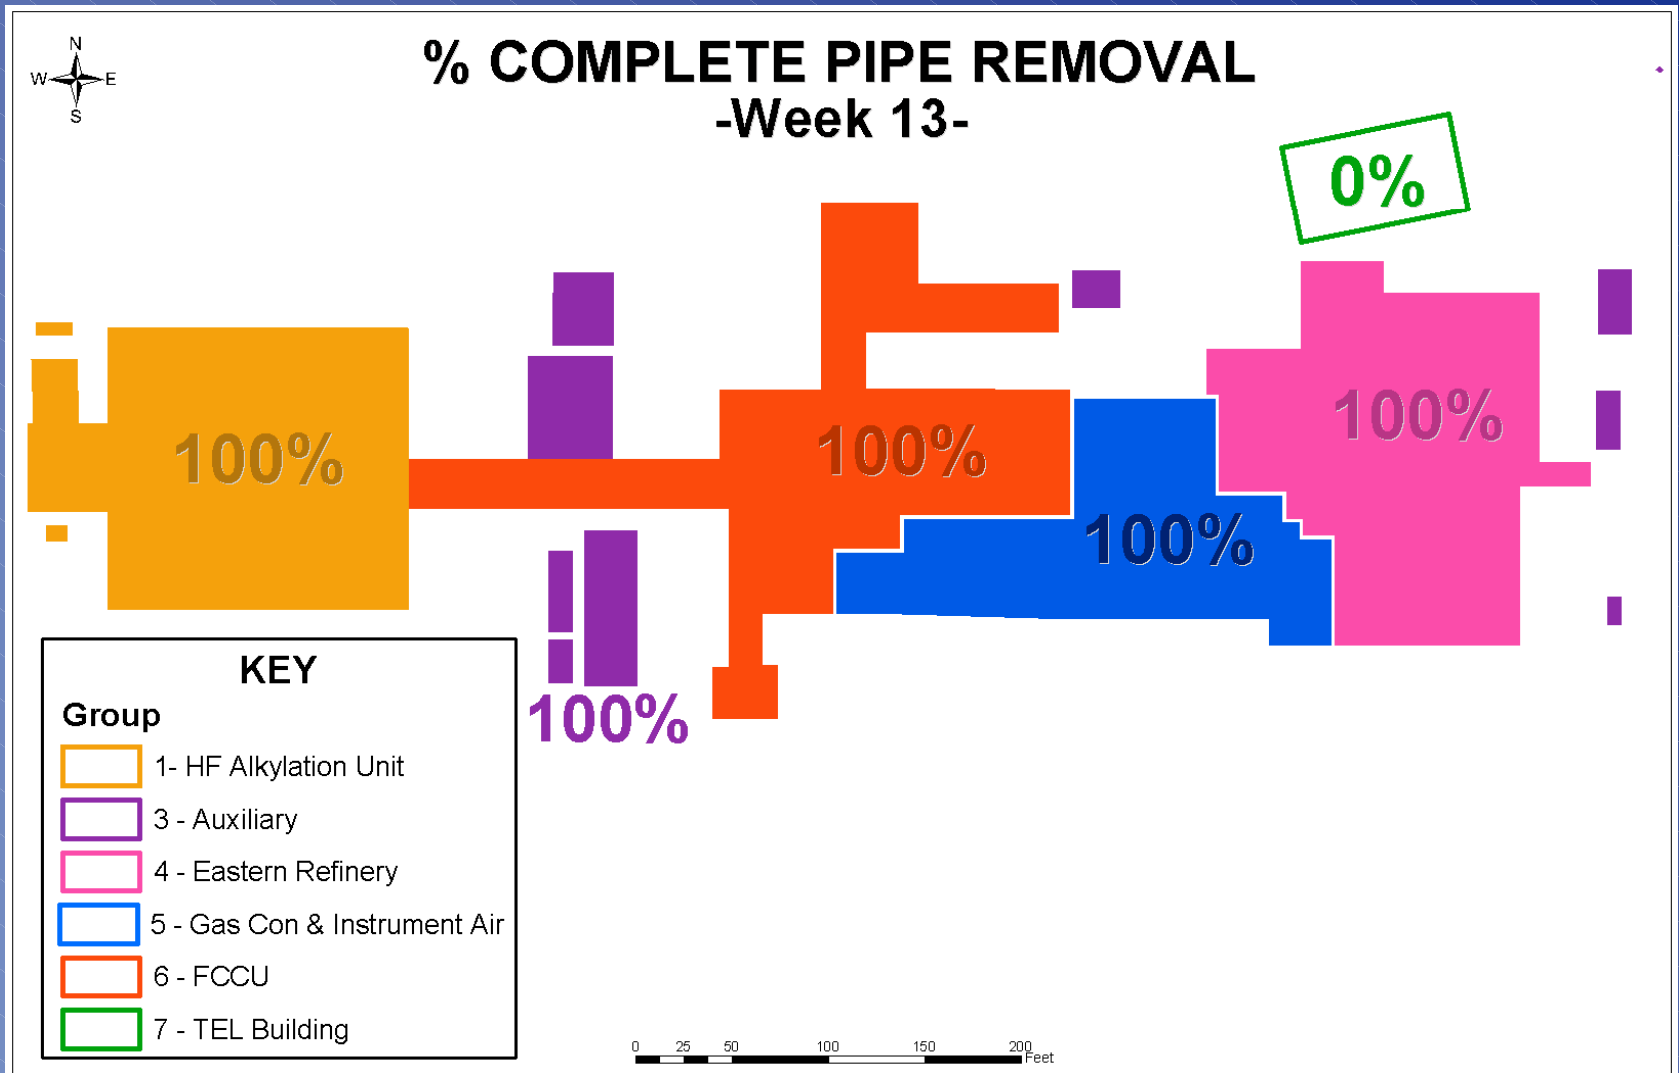 N
W E
S
% COMPLETE PIPE REMOVAL
-Week 13-
0%
100%
100%
100%
100%
100%
KEY
Group
1- HF Alkylation Unit
3 - Auxiliary
4 - Eastern Refinery
5 - Gas Con & Instrument Air
6 - FCCU
7 - TEL Building
0 25 50 100 150 200
Feet